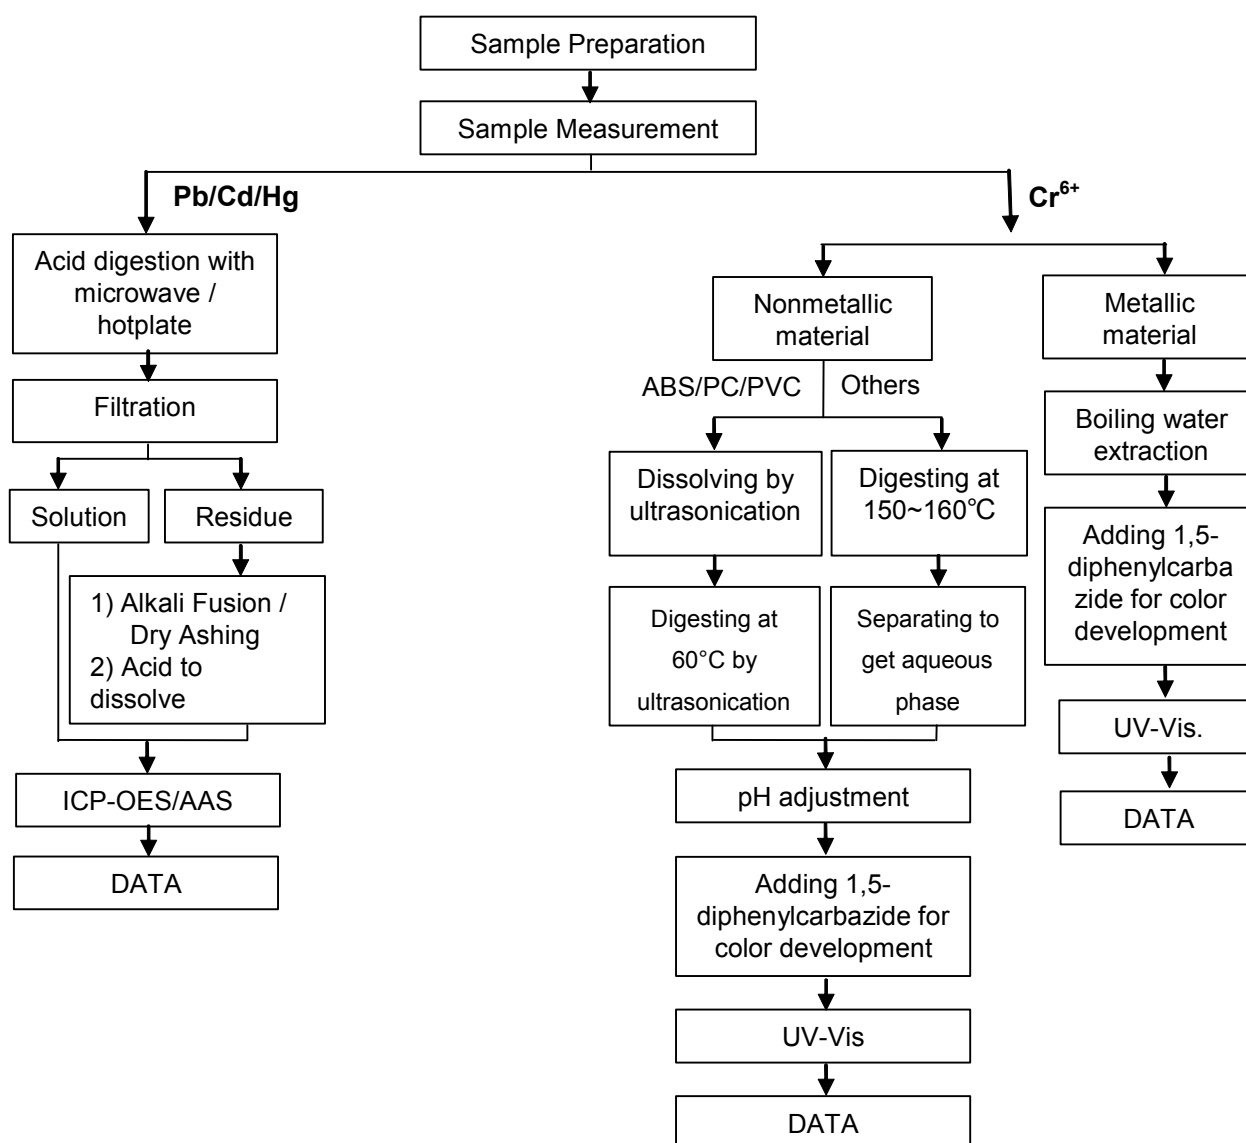 Sample Preparation
Sample Measurement
Pb/Cd/Hg
Cr6+
Acid digestion with
microwave /
hotplate
Filtration
Solution
Residue
1) Alkali Fusion /
Dry Ashing
2) Acid to
dissolve
ICP-OES/AAS
DATA
Nonmetallic
material
ABS/PC/PVC
Others
Dissolving by
ultrasonication
Digesting at
150~160℃
Digesting at
60°C by
ultrasonication
Separating to
get aqueous
phase
pH adjustment
Adding 1,5-
diphenylcarbazide for
color development
UV-Vis
DATA
Metallic
material
Boiling water
extraction
Adding 1,5-
diphenylcarba
zide for color
development
UV-Vis.
DATA